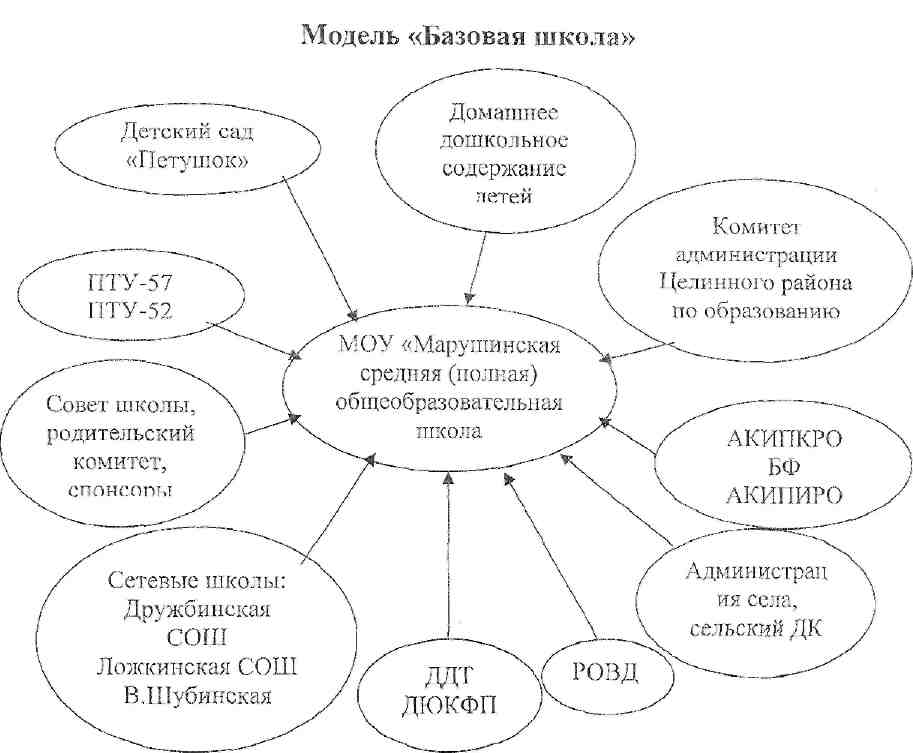 Модель «Базовая школа»
Детский сад
«Петушок»
Домашнее
дошкольное
содержание
детей
Комитет
администрации
Целинного района
по образованию
ПТУ-57
ПТУ-52
МОУ «Марушинская
средняя (полная)
общеобразовательная
школа
Совет школы,
родительский
комитет,
спонсоры
АКИПКРО
БФ
АКИПИРО
Сетевые школы:
Дружбинская
СОШ
Ложкинская СОШ
В.Шубинская
ДДТ
ДЮКФП
РОВД
Администрац
ия села,
сельский ДК